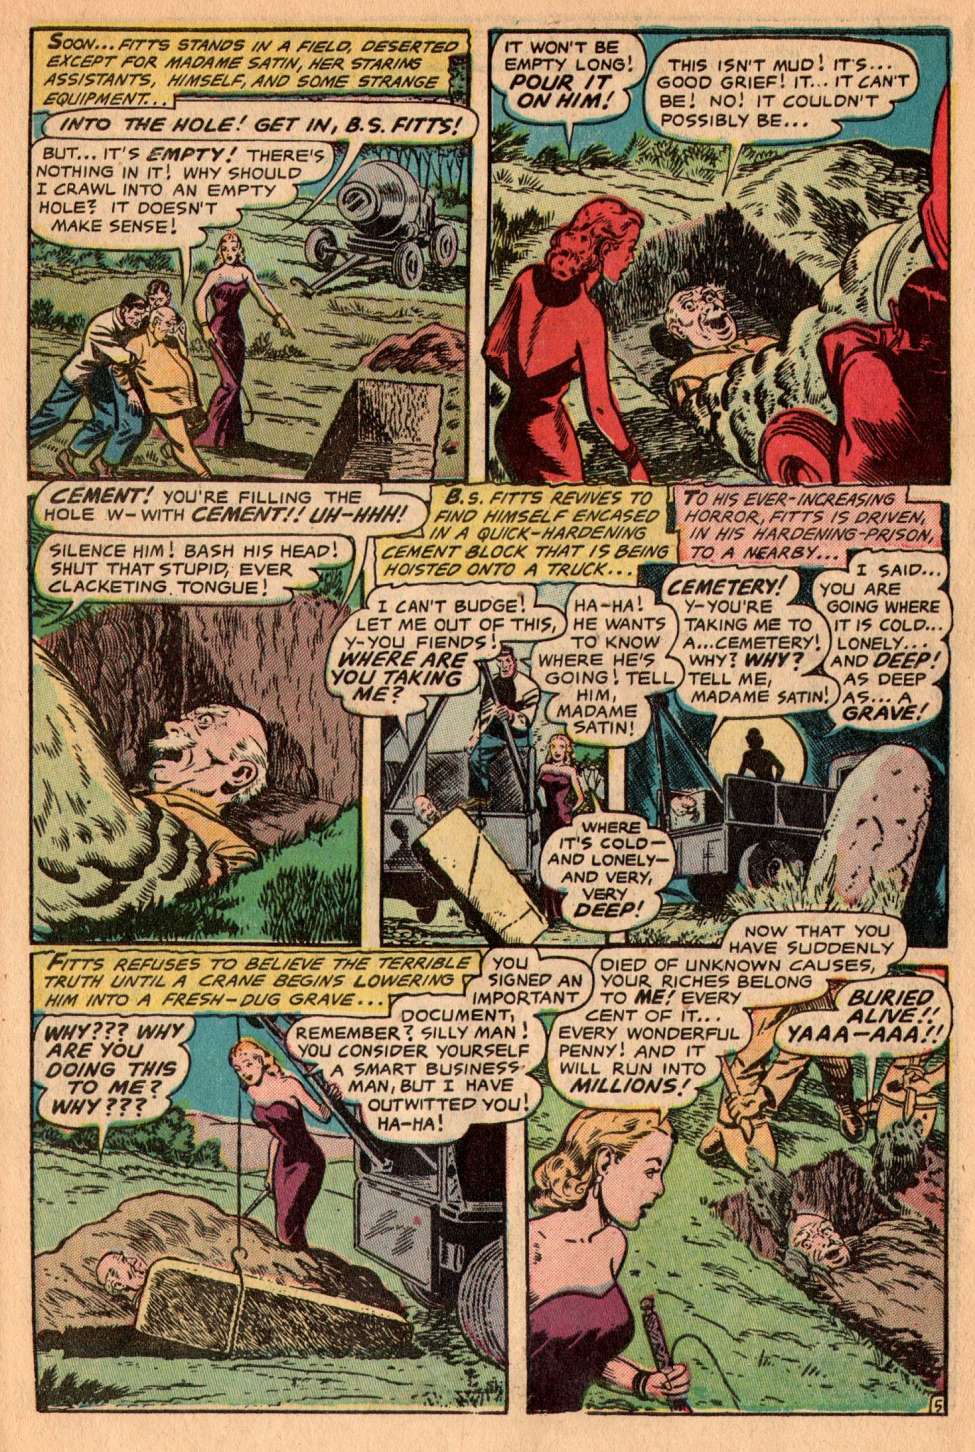 SOON... FITTS STANDS IN A FIELD, DESERTED
EXCEPT FOR MADAME SATIN, HER STARING
ASSISTANTS, HIMSELF, AND SOME STRANGE
EQUIPMENT...
INTO THE HOLE! GET IN, B.S. FITTS!
BUT... IT'S EMPTY! THERE'S
NOTHING IN IT! WHY SHOULD
I CRAWL INTO AN EMPTY
HOLE? IT DOESN'T
MAKE SENSE!
IT WON'T BE
EMPTY LONG!
POUR IT
ON HIM!
THIS ISN'T MUD! IT'S...
GOOD GRIEF! IT... IT CAN'T
BE! NO! IT COULDN'T
POSSIBLY BE...
CEMENT! YOU'RE FILLING THE
HOLE W-WITH CEMENT!! UH-HHH!
SILENCE HIM! BASH HIS HEAD!
SHUT THAT STUPID, EVER
CLACKETING TONGUE!
B.S. FITTS REVIVES TO
FIND HIMSELF ENCASED
IN A QUICK-HARDENING
CEMENT BLOCK THAT IS BEING
HOISTED ONTO A TRUCK...
I CAN'T BUDGE!
LET ME OUT OF THIS,
Y-YOU FIENDS!
WHERE ARE
YOU TAKING
ME?
HA-HA!
HE WANTS
TO KNOW
WHERE HE'S
GOING! TELL
HIM,
MADAME
SATIN!
WHERE
IT'S COLD—
AND LONELY—
AND VERY,
VERY
DEEP!
TO HIS EVER-INCREASING
HORROR, FITTS IS DRIVEN,
IN HIS HARDENING-PRISON,
TO A NEARBY...
CEMETERY!
Y-YOU'RE
TAKING ME TO
A...CEMETERY!
WHY? WHY?
TELL ME,
MADAME SATIN!
I SAID...
YOU ARE
GOING WHERE
IT IS COLD...
LONELY...
AND DEEP!
AS DEEP
AS... A
GRAVE!
FITTS REFUSES TO BELIEVE THE TERRIBLE
TRUTH UNTIL A CRANE BEGINS LOWERING
HIM INTO A FRESH-DUG GRAVE...
WHY??? WHY
ARE YOU
DOING THIS
TO ME?
WHY???
YOU
SIGNED AN
IMPORTANT
DOCUMENT,
REMEMBER? SILLY MAN!
YOU CONSIDER YOURSELF
A SMART BUSINESS
MAN, BUT I HAVE
OUTWITTED YOU!
HA-HA!
NOW THAT YOU
HAVE SUDDENLY
DIED OF UNKNOWN CAUSES,
YOUR RICHES BELONG
TO ME! EVERY
CENT OF IT...
EVERY WONDERFUL
PENNY! AND IT
WILL RUN INTO
MILLIONS!
BURIED
ALIVE!!
YAAA-AAA!!
5